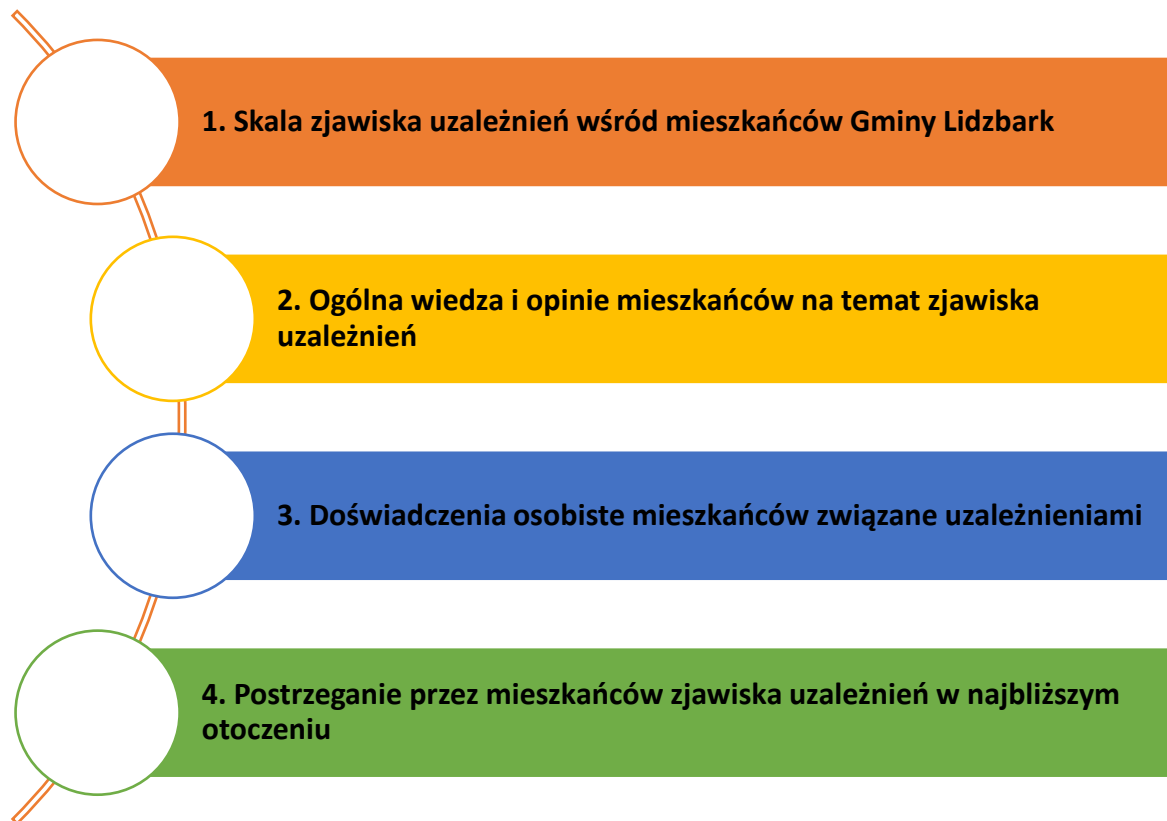 1. Skala zjawiska uzależnień wśród mieszkańców Gminy Lidzbark
2. Ogólna wiedza i opinie mieszkańców na temat zjawiska
uzależnień
3. Doświadczenia osobiste mieszkańców związane uzależnieniami
4. Postrzeganie przez mieszkańców zjawiska uzależnień w najbliższym
otoczeniu